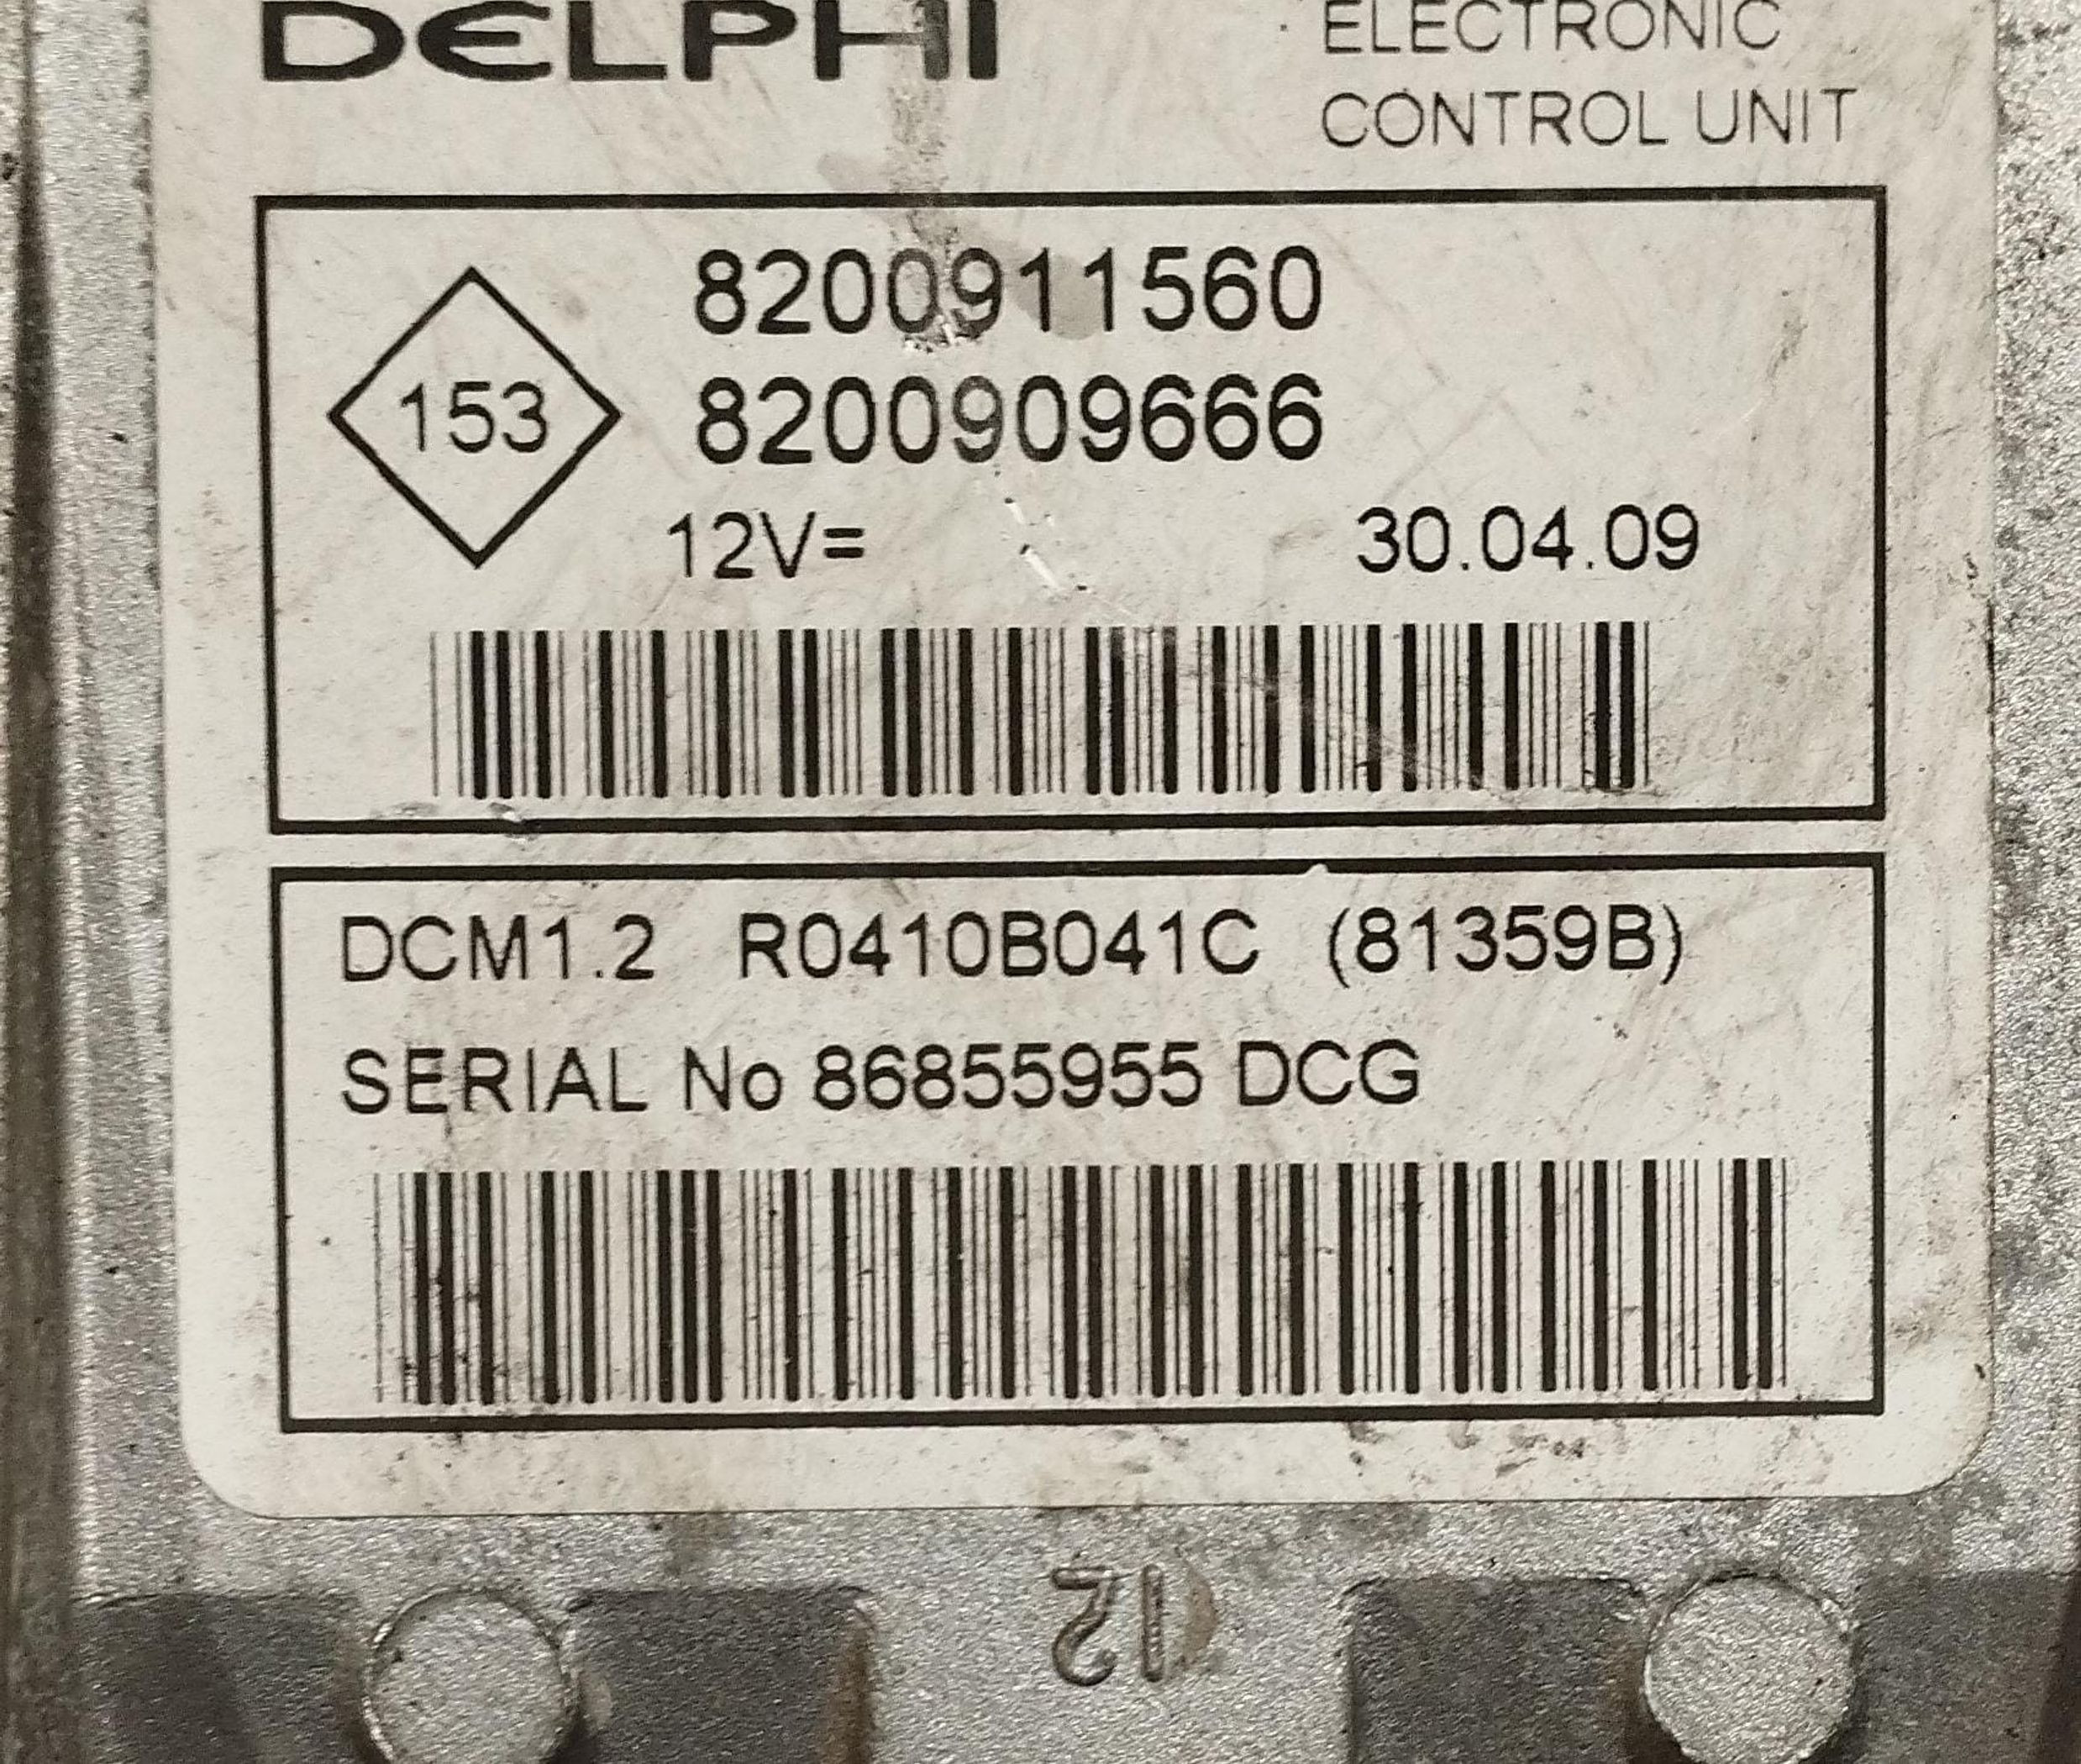 DELPHI
ELECTRONIC
CONTROL UNIT
153
8200911560
8200909666
12V=
30.04.09
DCM1.2 R0410B041C (81359B)
SERIAL No 86855955 DCG
12